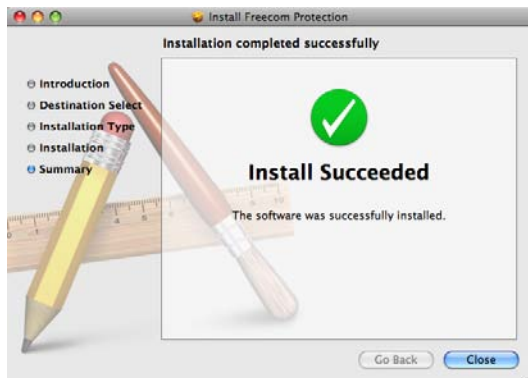 Install Freecom Protection
Installation completed successfully
Introduction
Destination Select
Installation Type
Installation
Summary
Install Succeeded
The software was successfully installed.
Go Back
Close